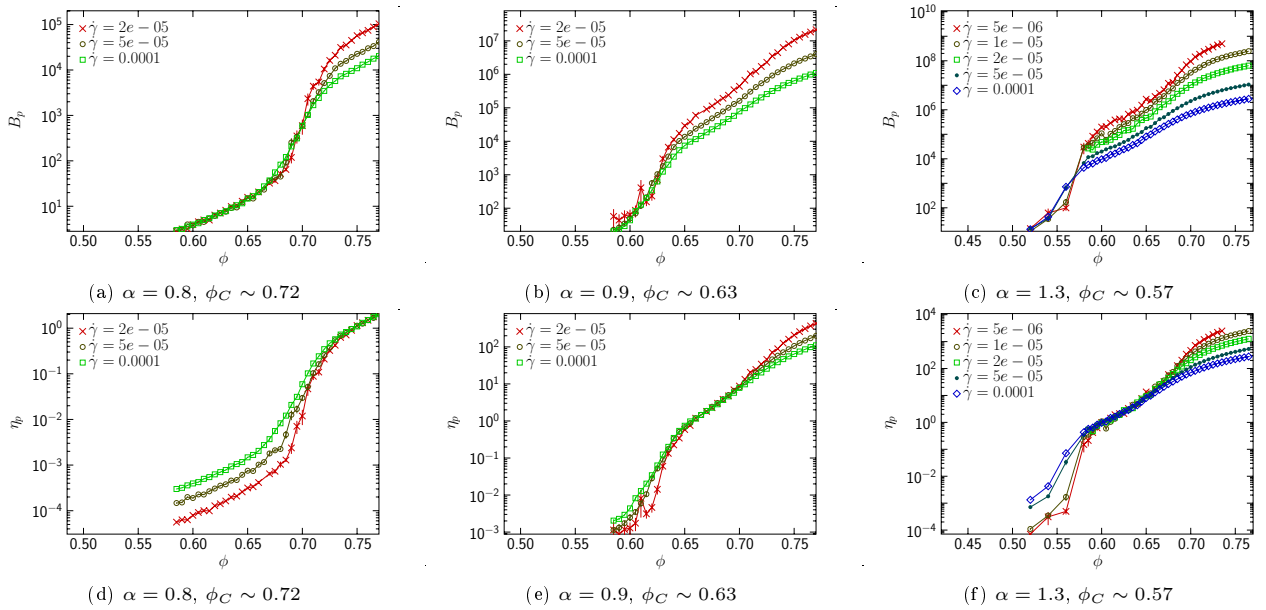 10^5
10^4
10^3
10^2
10^1
B_p
γ̇ = 2e − 05
γ̇ = 5e − 05
γ̇ = 0.0001
0.50 0.55 0.60 0.65 0.70 0.75
ϕ
(a) α = 0.8, ϕ_C ∼ 0.72
10^7
10^6
10^5
10^4
10^3
10^2
B_p
γ̇ = 2e − 05
γ̇ = 5e − 05
γ̇ = 0.0001
0.50 0.55 0.60 0.65 0.70 0.75
ϕ
(b) α = 0.9, ϕ_C ∼ 0.63
10^10
10^8
10^6
10^4
10^2
B_p
γ̇ = 5e − 06
γ̇ = 1e − 05
γ̇ = 2e − 05
γ̇ = 5e − 05
γ̇ = 0.0001
0.45 0.50 0.55 0.60 0.65 0.70 0.75
ϕ
(c) α = 1.3, ϕ_C ∼ 0.57
10^0
10^−1
10^−2
10^−3
10^−4
η_p
γ̇ = 2e − 05
γ̇ = 5e − 05
γ̇ = 0.0001
0.50 0.55 0.60 0.65 0.70 0.75
ϕ
(d) α = 0.8, ϕ_C ∼ 0.72
10^2
10^1
10^0
10^−1
10^−2
10^−3
η_p
γ̇ = 2e − 05
γ̇ = 5e − 05
γ̇ = 0.0001
0.50 0.55 0.60 0.65 0.70 0.75
ϕ
(e) α = 0.9, ϕ_C ∼ 0.63
10^4
10^2
10^0
10^−2
10^−4
η_p
γ̇ = 5e − 06
γ̇ = 1e − 05
γ̇ = 2e − 05
γ̇ = 5e − 05
γ̇ = 0.0001
0.45 0.50 0.55 0.60 0.65 0.70 0.75
ϕ
(f) α = 1.3, ϕ_C ∼ 0.57